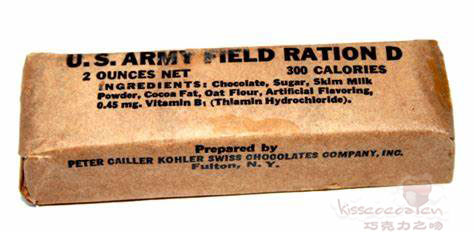 U. S. ARMY FIELD RATION D
2 OUNCES NET 300 CALORIES
INGREDIENTS: Chocolate, Sugar, Skim Milk
Powder, Cocoa Fat, Oat Flour, Artificial Flavoring,
0.45 mg. Vitamin B₁ (Thiamin Hydrochloride).
Prepared by
PETER CAILLER KOHLER SWISS CHOCOLATES COMPANY, INC.
Fulton, N. Y.
kisscocoa.cn
巧克力之吻